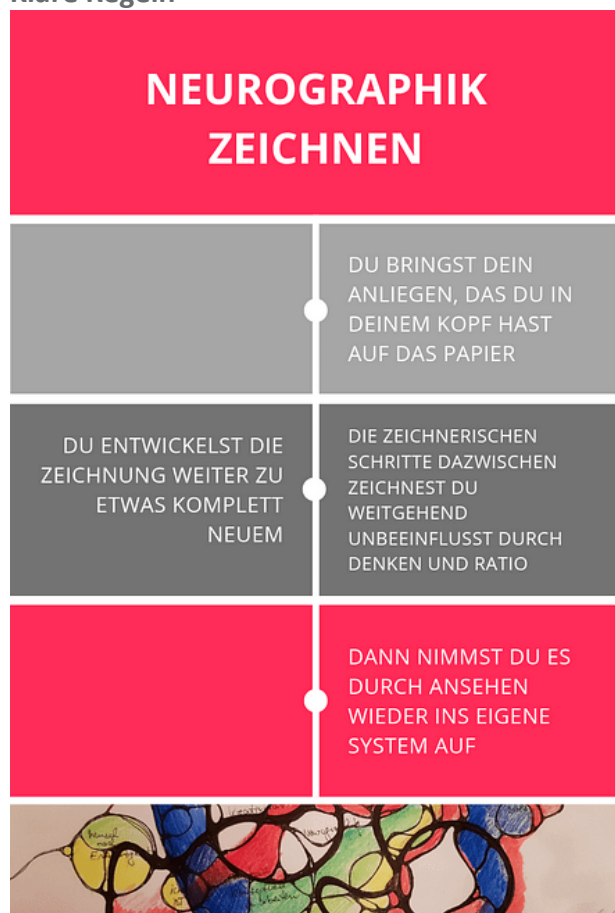 NEUROGRAPHIK
ZEICHNEN
DU BRINGST DEIN
ANLIEGEN, DAS DU IN
DEINEM KOPF HAST
AUF DAS PAPIER
DU ENTWICKELST DIE
ZEICHNUNG WEITER ZU
ETWAS KOMPLETT
NEUEM
DIE ZEICHNERISCHEN
SCHRITTE DAZWISCHEN
ZEICHNEST DU
WEITGEHEND
UNBEEINFLUSST DURCH
DENKEN UND RATIO
DANN NIMMST DU ES
DURCH ANSEHEN
WIEDER INS EIGENE
SYSTEM AUF